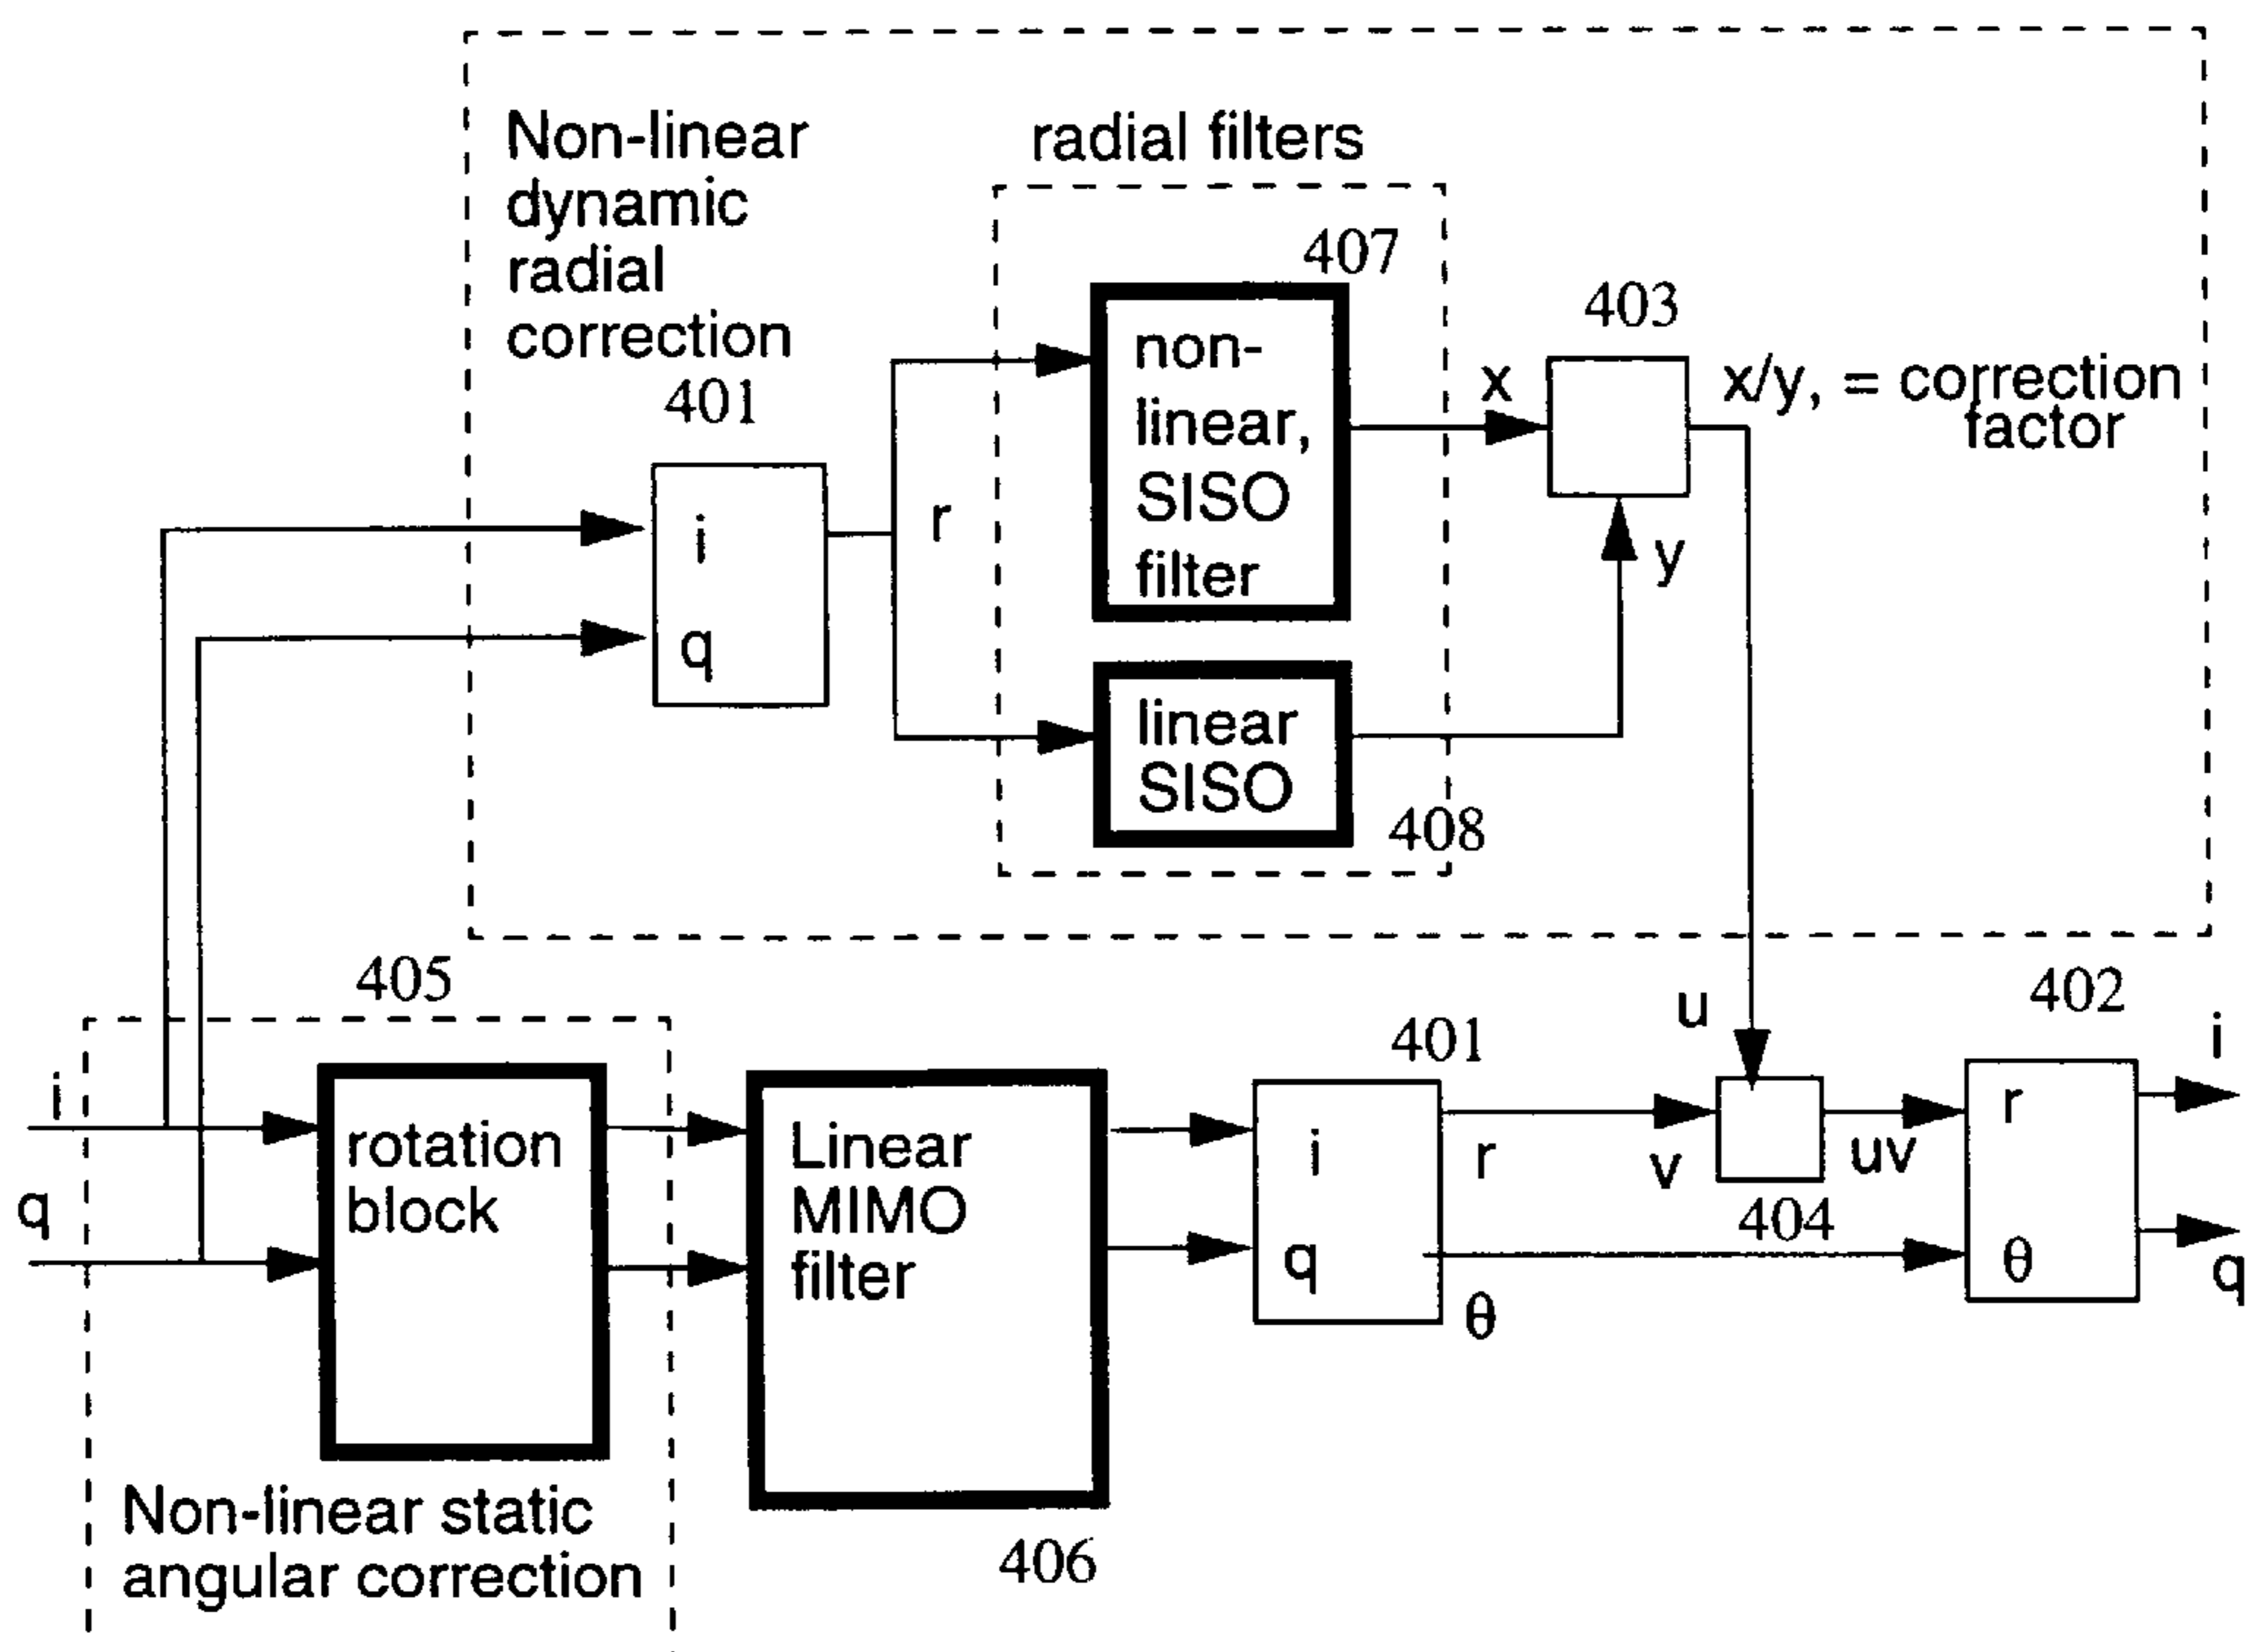 Non-linear
dynamic
radial
correction
radial filters
407
403
401
non-
linear,
SISO
filter
x
x/y, = correction
factor
i
q
r
y
linear
SISO
408
405
402
401
u
i
i
q
rotation
block
Linear
MIMO
filter
i
q
r
θ
v
uv
404
r
θ
q
Non-linear static
angular correction
406